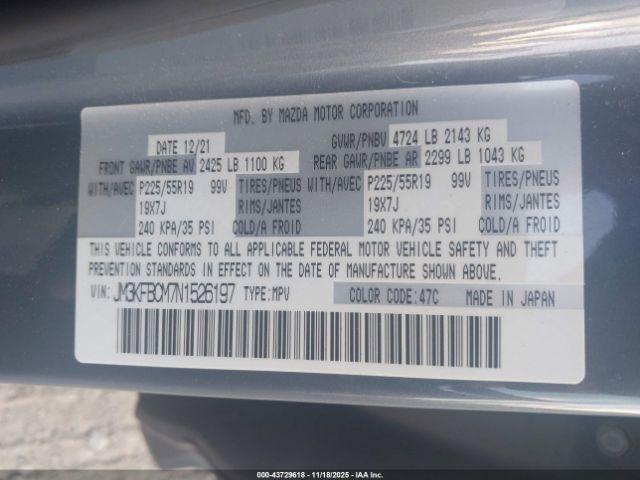 MFD. BY MAZDA MOTOR CORPORATION
DATE 12/21 GVWR/PNBV 4724 LB 2143 KG
FRONT GAWR/PNBE AV 2425 LB 1100 KG REAR GAWR/PNBE AR 2299 LB 1043 KG
WITH/AVEC P225/55R19 99V TIRES/PNEUS WITH/AVEC P225/55R19 99V TIRES/PNEUS
19X7J RIMS/JANTES 19X7J RIMS/JANTES
240 KPA/35 PSI COLD/A FROID 240 KPA/35 PSI COLD/A FROID
THIS VEHICLE CONFORMS TO ALL APPLICABLE FEDERAL MOTOR VEHICLE SAFETY AND THEFT
PREVENTION STANDARDS IN EFFECT ON THE DATE OF MANUFACTURE SHOWN ABOVE.
VIN: JM3KFBCM7N1526197 TYPE: MPV COLOR CODE: 47C MADE IN JAPAN
000-43729618 - 11/18/2025 - IAAI, Inc.